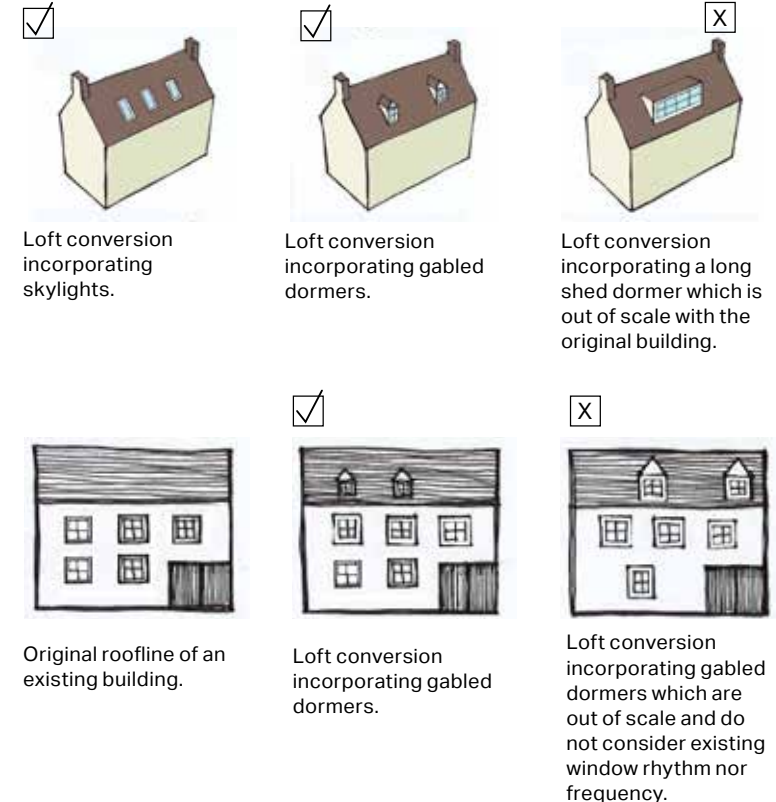 X
Loft conversion
incorporating
skylights.
Loft conversion
incorporating gabled
dormers.
Loft conversion
incorporating a long
shed dormer which is
out of scale with the
original building.
X
Original roofline of an
existing building.
Loft conversion
incorporating gabled
dormers.
Loft conversion
incorporating gabled
dormers which are
out of scale and do
not consider existing
window rhythm nor
frequency.